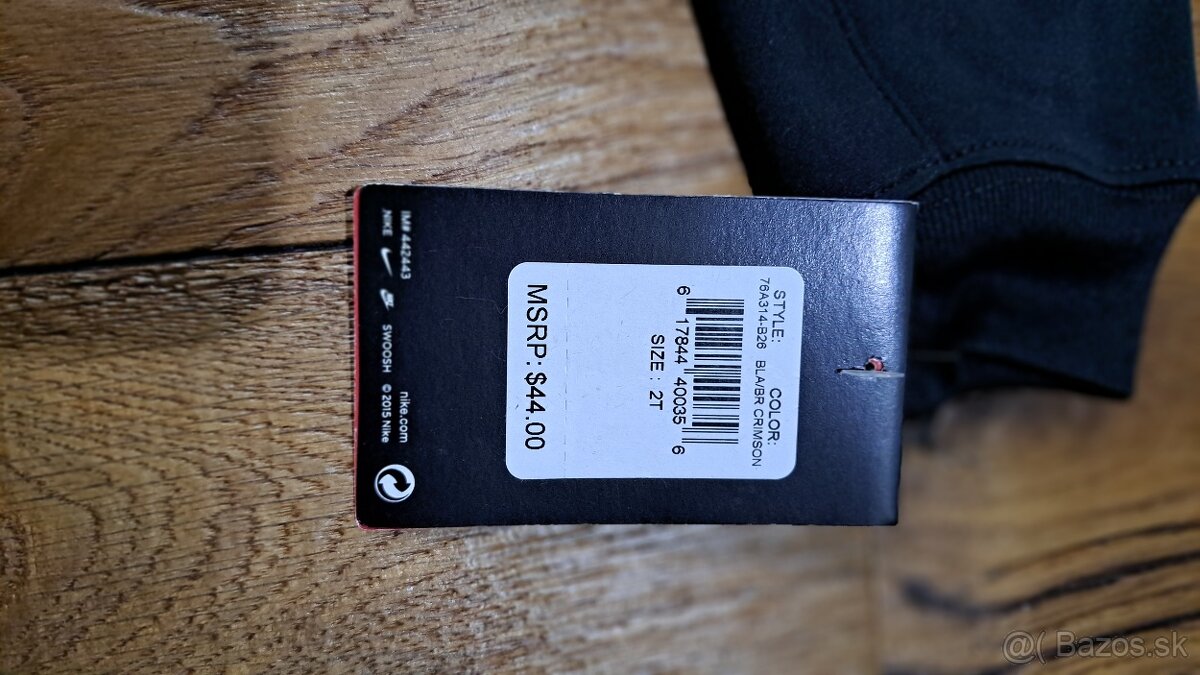 STYLE: COLOR:
76A314-B26 BLA/BR CRIMSON
6 17844 40035 6
SIZE : 2T
MSRP: $44.00
nike.com
IM# 442443
NIKE SWOOSH © 2015 Nike
@( Bazos.sk